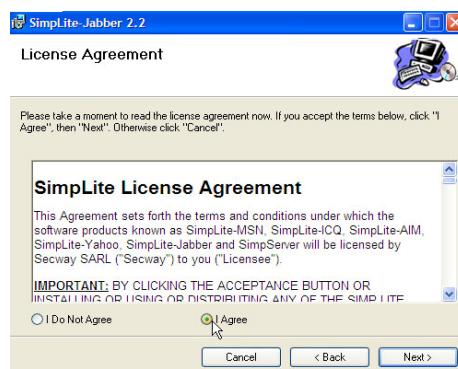 SimpLite-Jabber 2.2
License Agreement
Please take a moment to read the license agreement now. If you accept the terms below, click "I
Agree", then "Next". Otherwise click "Cancel".
SimpLite License Agreement
This Agreement sets forth the terms and conditions under which the
software products known as SimpLite-MSN, SimpLite-ICQ, SimpLite-AIM,
SimpLite-Yahoo, SimpLite-Jabber and SimpServer will be licensed by
Secway SARL ("Secway") to you ("Licensee").
IMPORTANT: BY CLICKING THE ACCEPTANCE BUTTON OR
INSTALLING OR USING OR DISTRIBUTING ANY OF THE SIMP LITE
I Do Not Agree
I Agree
Cancel
< Back
Next >